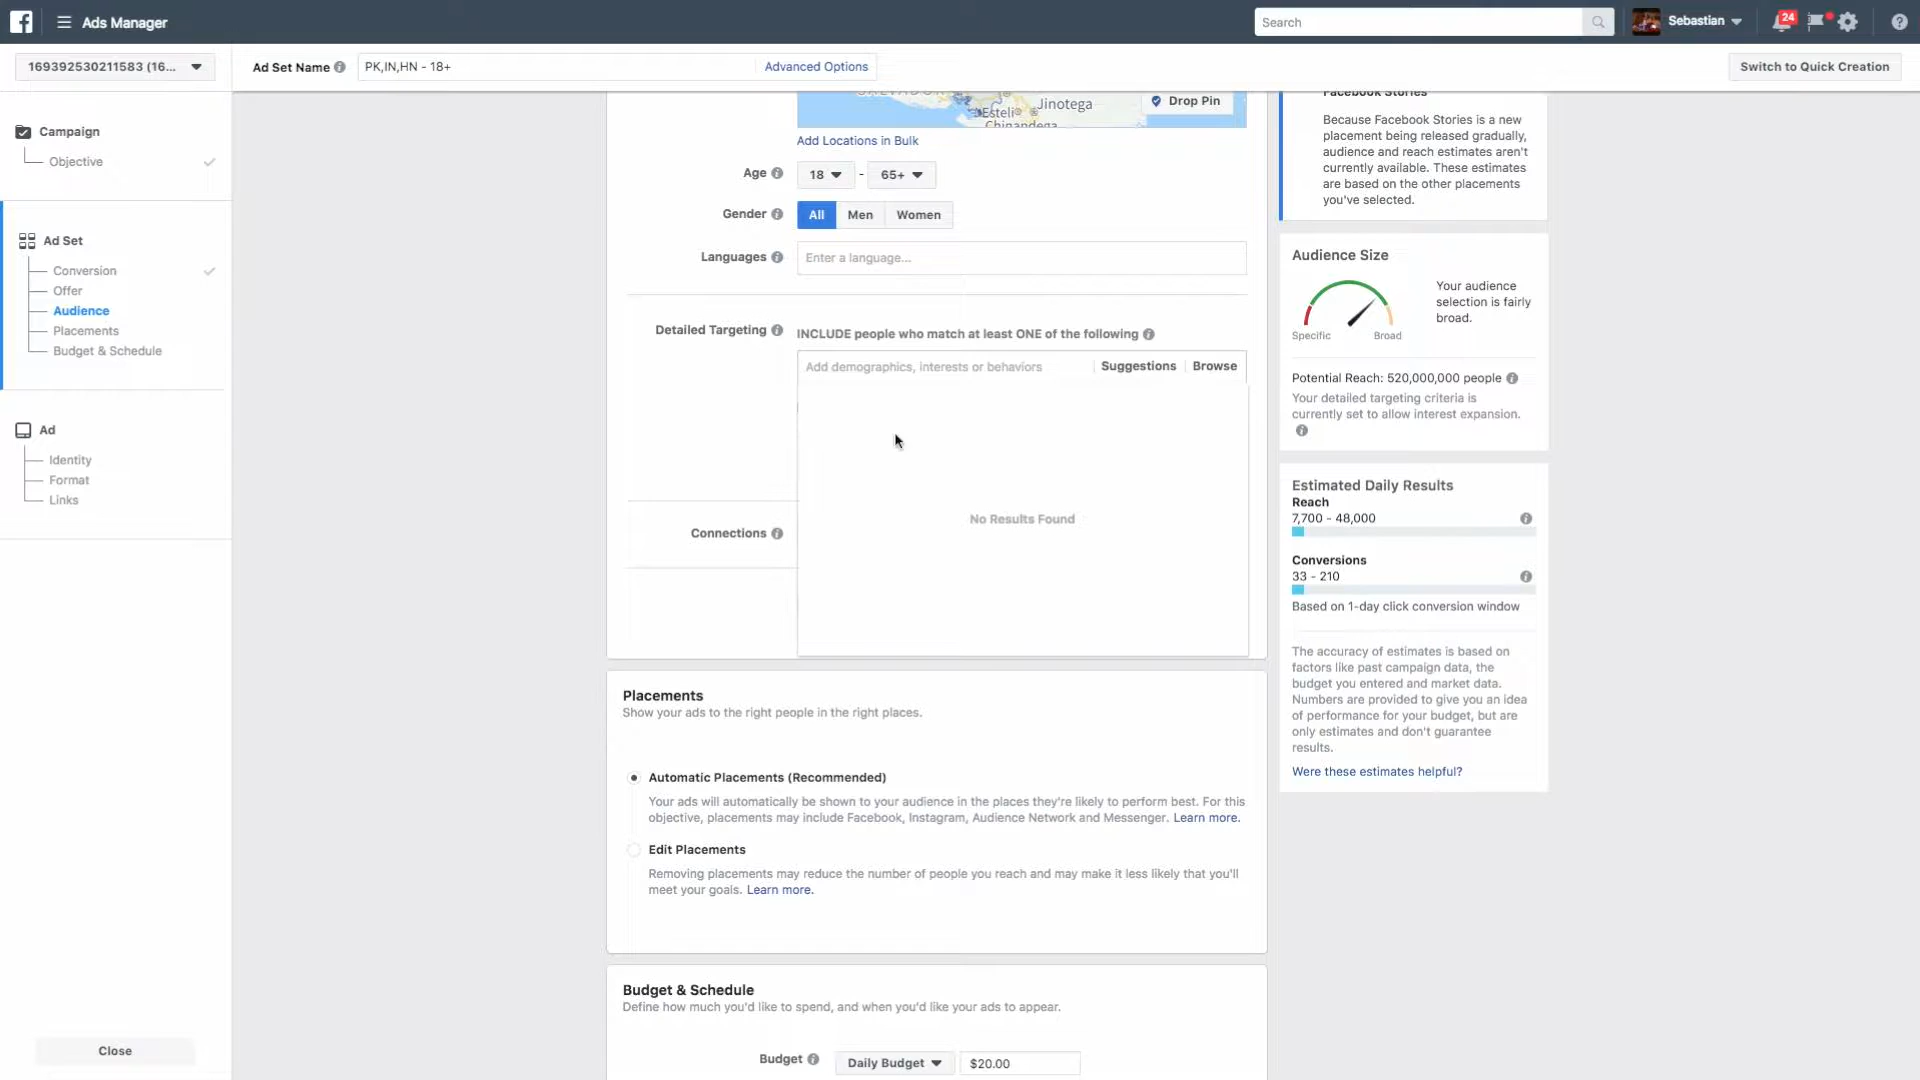 Ads Manager
Search
Sebastian
24
169392530211583 (16...
Ad Set Name
PK,IN,HN - 18+
Advanced Options
Switch to Quick Creation
Campaign
Objective
Ad Set
Conversion
Offer
Audience
Placements
Budget & Schedule
Ad
Identity
Format
Links
Close
Jinotega
Esteli
Chinandega
Drop Pin
Add Locations in Bulk
Age
18
-
65+
Gender
All
Men
Women
Languages
Enter a language...
Detailed Targeting
INCLUDE people who match at least ONE of the following
Add demographics, interests or behaviors
Suggestions
Browse
No Results Found
Connections
Placements
Show your ads to the right people in the right places.
Automatic Placements (Recommended)
Your ads will automatically be shown to your audience in the places they're likely to perform best. For this
objective, placements may include Facebook, Instagram, Audience Network and Messenger. Learn more.
Edit Placements
Removing placements may reduce the number of people you reach and may make it less likely that you'll
meet your goals. Learn more.
Budget & Schedule
Define how much you'd like to spend, and when you'd like your ads to appear.
Budget
Daily Budget
$20.00
Facebook Stories
Because Facebook Stories is a new
placement being released gradually,
audience and reach estimates aren't
currently available. These estimates
are based on the other placements
you've selected.
Audience Size
Specific
Broad
Your audience
selection is fairly
broad.
Potential Reach: 520,000,000 people
Your detailed targeting criteria is
currently set to allow interest expansion.
Estimated Daily Results
Reach
7,700 - 48,000
Conversions
33 - 210
Based on 1-day click conversion window
The accuracy of estimates is based on
factors like past campaign data, the
budget you entered and market data.
Numbers are provided to give you an idea
of performance for your budget, but are
only estimates and don't guarantee
results.
Were these estimates helpful?